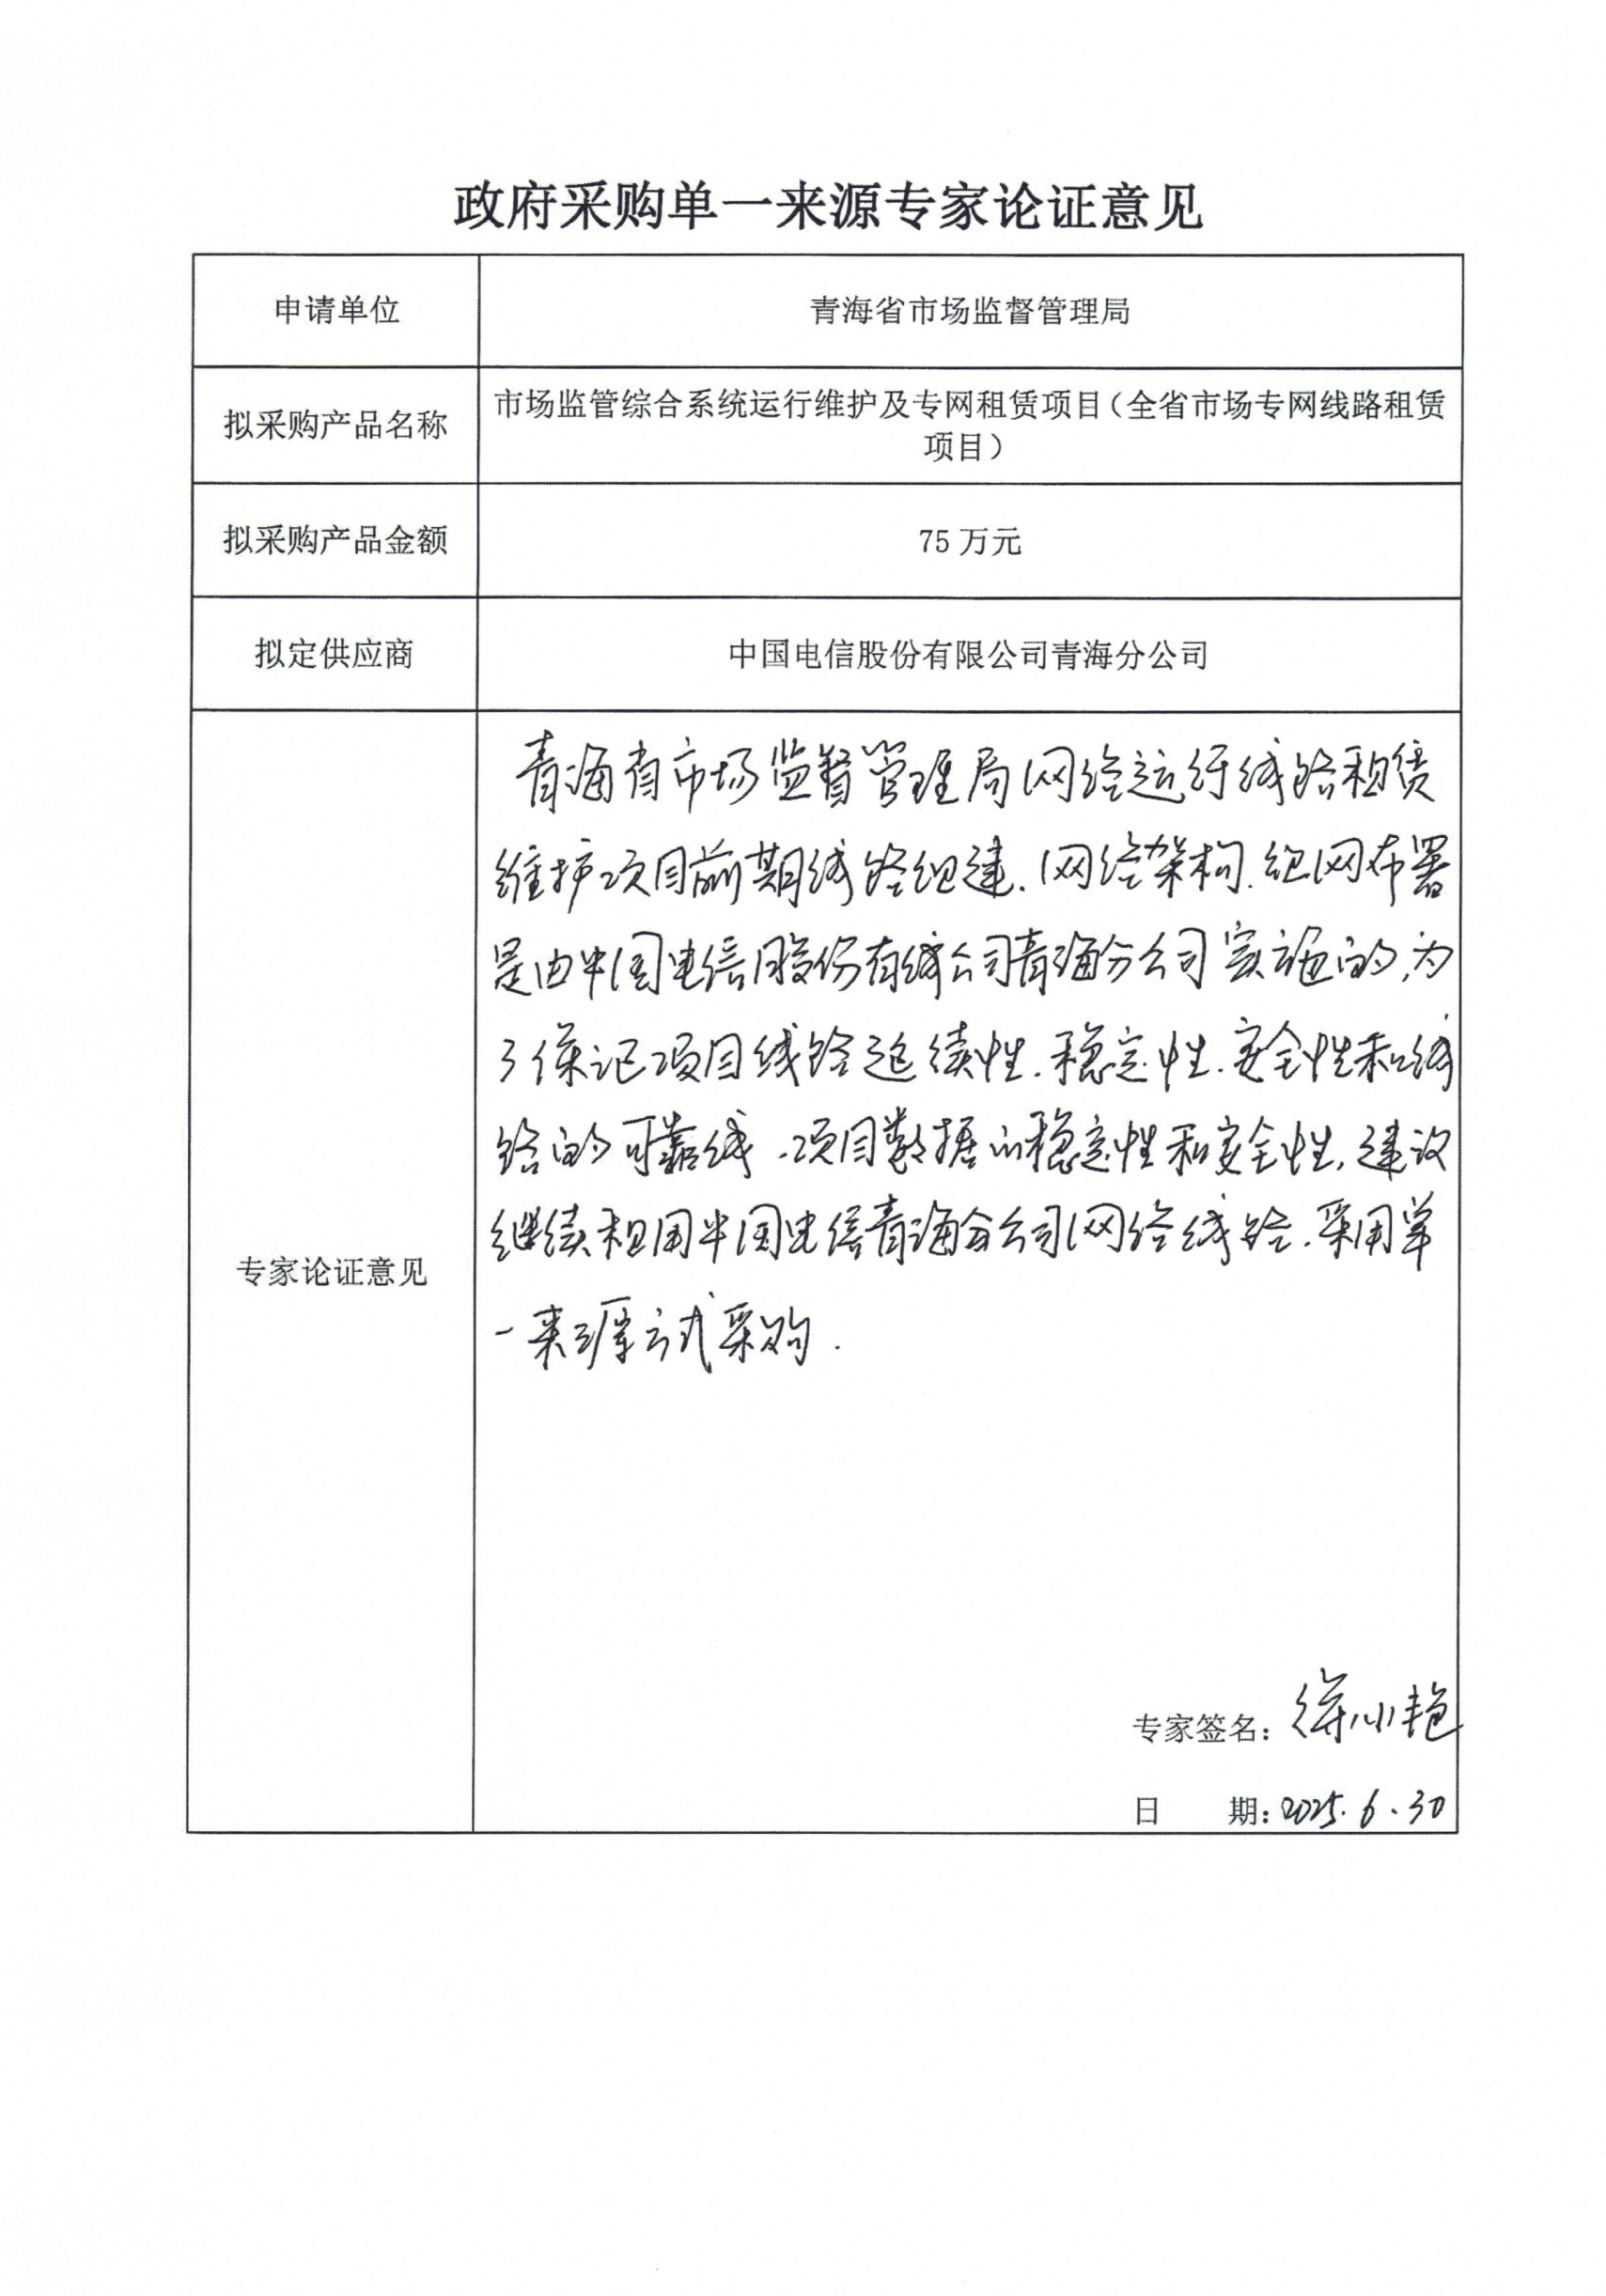 政府采购单一来源专家论证意见
申请单位
青海省市场监督管理局
拟采购产品名称
市场监管综合系统运行维护及专网租赁项目（全省市场专网线路租赁
项目）
拟采购产品金额
75 万元
拟定供应商
中国电信股份有限公司青海分公司
专家论证意见
青海省市场监督管理局网络运行线路租赁
维护项目前期线路组建、网络架构、组网布署
是由中国电信股份有线公司青海分公司实施的,为
了保记项目线路连续性、稳定性、安全性和线
路的可靠线、项目数据的稳定性和安全性,建议
继续租用中国电信青海分公司网络线路、采用单
一来源方式采购.
专家签名：徐小艳
日 期：2025.6.30